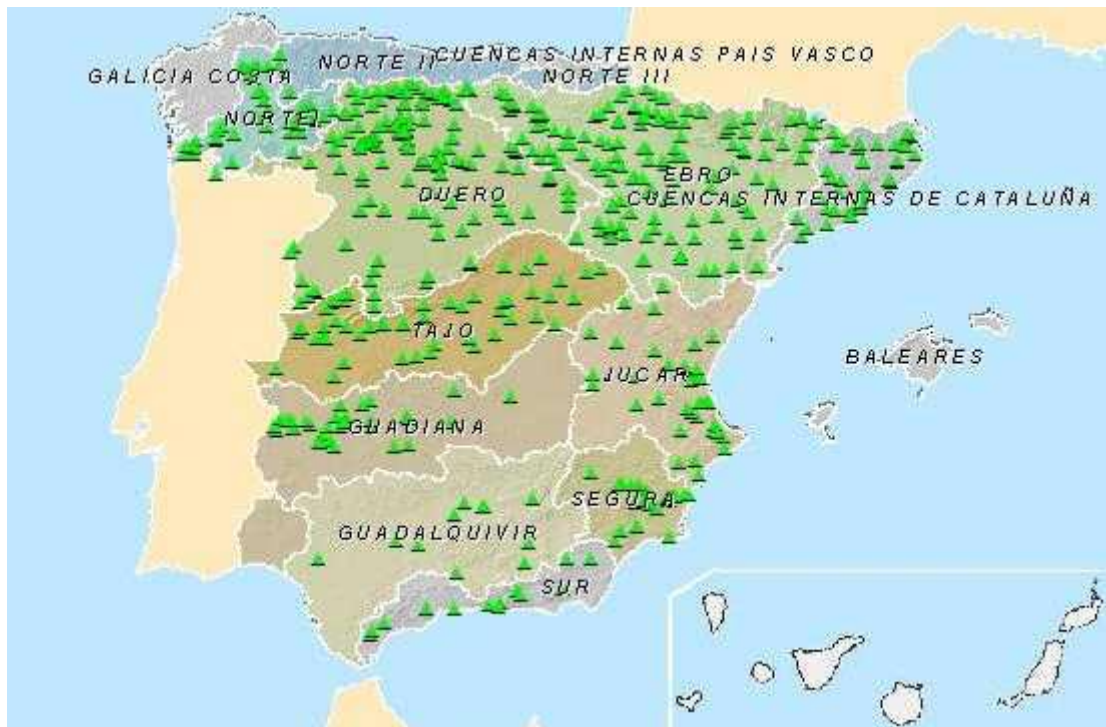 CUENCAS INTERNAS PAIS VASCO
NORTE II
GALICIA COSTA
NORTE III
NORTE I
EBRO
DUERO
CUENCAS INTERNAS DE CATALUÑA
TAJO
BALEARES
JUCAR
GUADIANA
SEGURA
GUADALQUIVIR
SUR